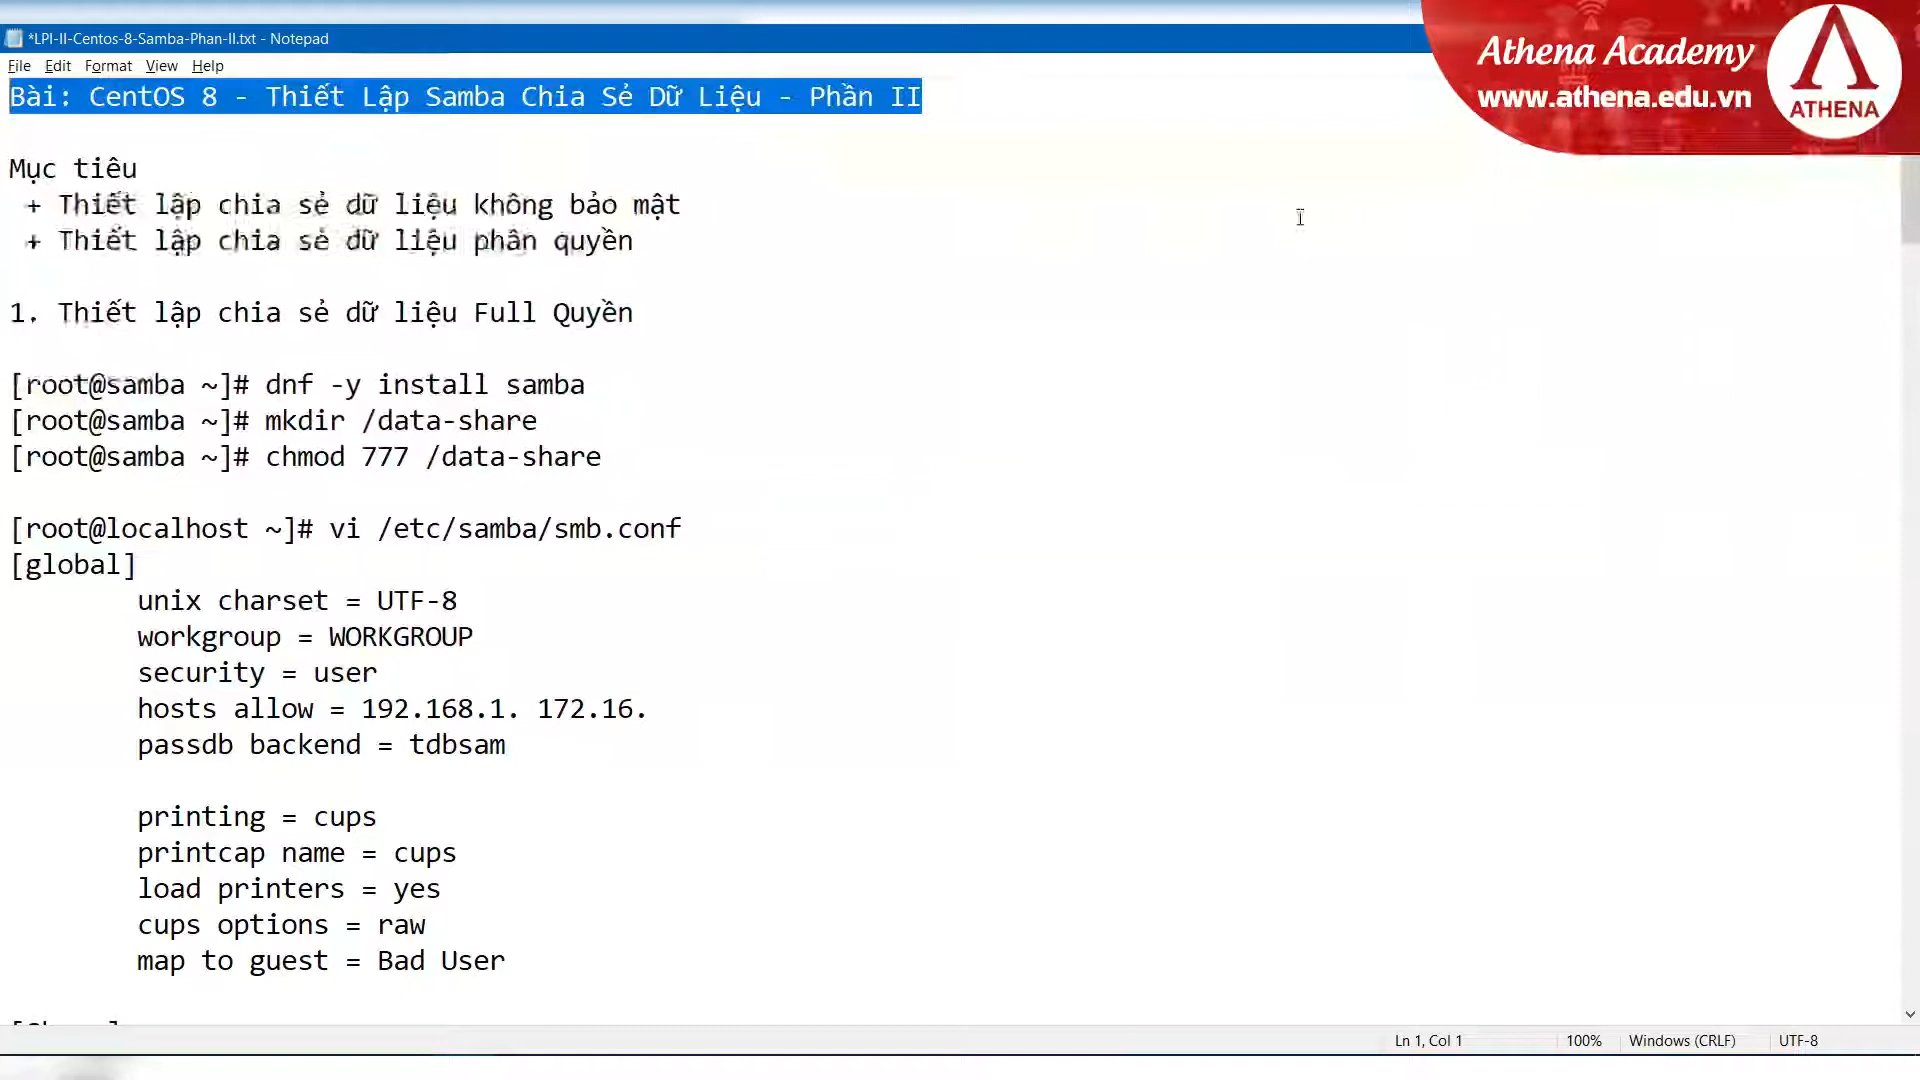 *LPI-II-Centos-8-Samba-Phan-II.txt - Notepad
File Edit Format View Help
Athena Academy
www.athena.edu.vn
ATHENA
Bài: CentOS 8 - Thiết Lập Samba Chia Sẻ Dữ Liệu - Phần II
Mục tiêu
+ Thiết lập chia sẻ dữ liệu không bảo mật
+ Thiết lập chia sẻ dữ liệu phân quyền
1. Thiết lập chia sẻ dữ liệu Full Quyền
[root@samba ~]# dnf -y install samba
[root@samba ~]# mkdir /data-share
[root@samba ~]# chmod 777 /data-share
[root@localhost ~]# vi /etc/samba/smb.conf
[global]
unix charset = UTF-8
workgroup = WORKGROUP
security = user
hosts allow = 192.168.1. 172.16.
passdb backend = tdbsam
printing = cups
printcap name = cups
load printers = yes
cups options = raw
map to guest = Bad User
Ln 1, Col 1 100% Windows (CRLF) UTF-8